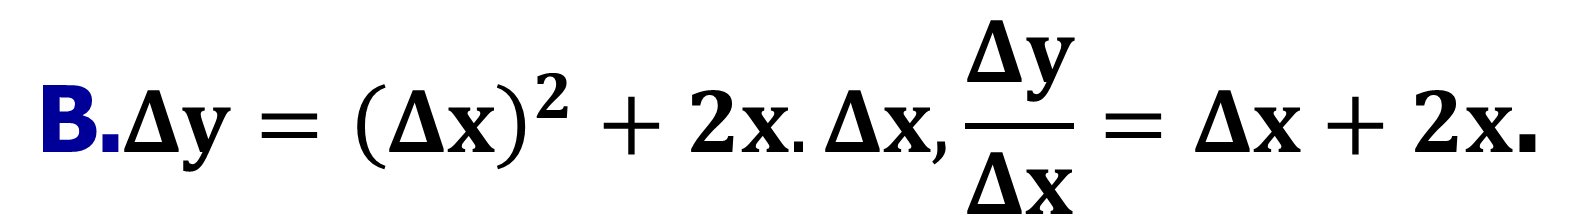 B.Δy = (Δx)² + 2x. Δx, Δy/Δx = Δx + 2x.